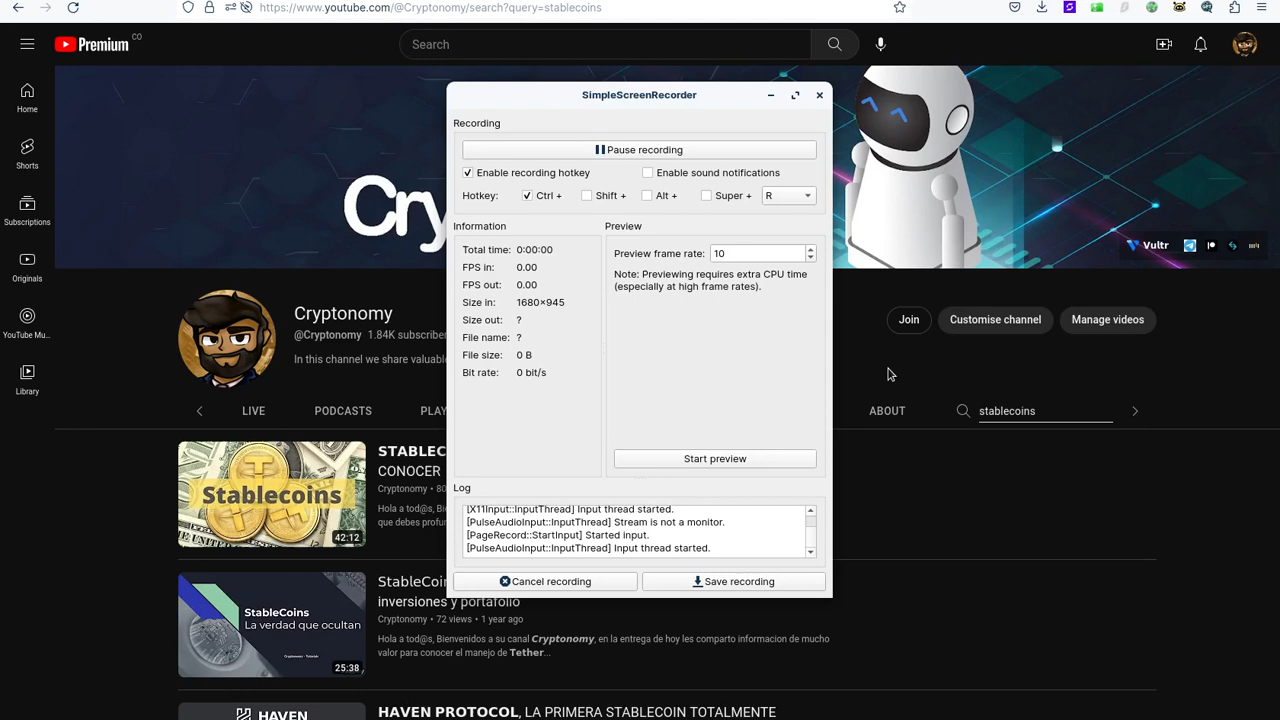 https://www.youtube.com/@Cryptonomy/search?query=stablecoins
Premium CO
Search
Home
Shorts
Subscriptions
Originals
YouTube Mu...
Library
Cry
Vultr
Cryptonomy
@Cryptonomy 1.84K subscribe
In this channel we share valuabl
Join
Customise channel
Manage videos
LIVE
PODCASTS
PLAY
ABOUT
stablecoins
SimpleScreenRecorder
Recording
Pause recording
Enable recording hotkey
Enable sound notifications
Hotkey: Ctrl + Shift + Alt + Super + R
Information
Total time: 0:00:00
FPS in: 0.00
FPS out: 0.00
Size in: 1680×945
Size out: ?
File name: ?
File size: 0 B
Bit rate: 0 bit/s
Preview
Preview frame rate: 10
Note: Previewing requires extra CPU time
(especially at high frame rates).
Start preview
Log
[X11Input::InputThread] Input thread started.
[PulseAudioInput::InputThread] Stream is not a monitor.
[PageRecord::StartInput] Started input.
[PulseAudioInput::InputThread] Input thread started.
Cancel recording
Save recording
Stablecoins
42:12
STABLEC
CONOCER
Cryptonomy • 80
Hola a tod@s, Bi
que debes profu
StableCoins
La verdad que ocultan
Cryptonomy - Tutorials
25:38
StableCoi
inversiones y portafolio
Cryptonomy • 72 views • 1 year ago
Hola a tod@s, Bienvenidos a su canal Cryptonomy, en la entrega de hoy les comparto informacion de mucho
valor para conocer el manejo de Tether...
HAVEN
HAVEN PROTOCOL, LA PRIMERA STABLECOIN TOTALMENTE